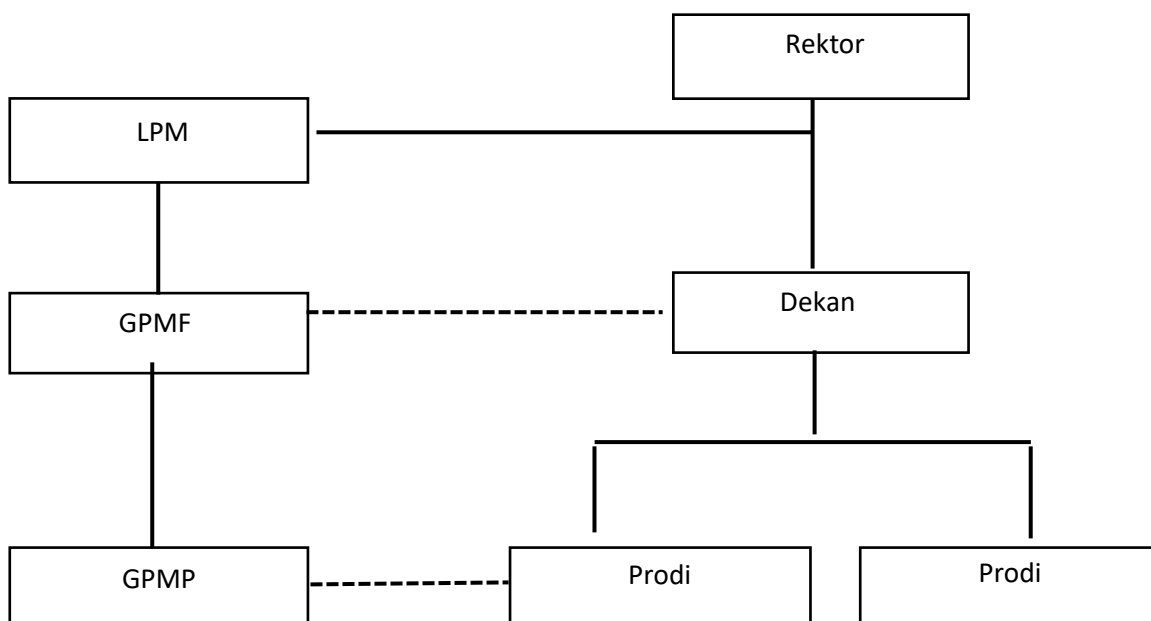 Rektor
LPM
Dekan
GPMF
GPMP
Prodi
Prodi